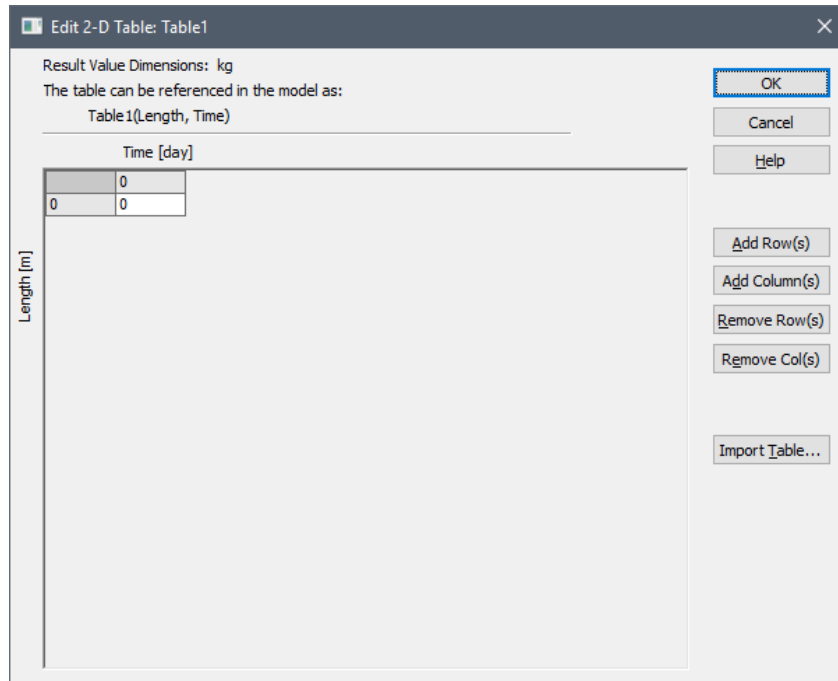 Edit 2-D Table: Table1
Result Value Dimensions: kg
The table can be referenced in the model as:
Table1(Length, Time)
Time [day]
0
0 0
Length [m]
OK
Cancel
Help
Add Row(s)
Add Column(s)
Remove Row(s)
Remove Col(s)
Import Table...